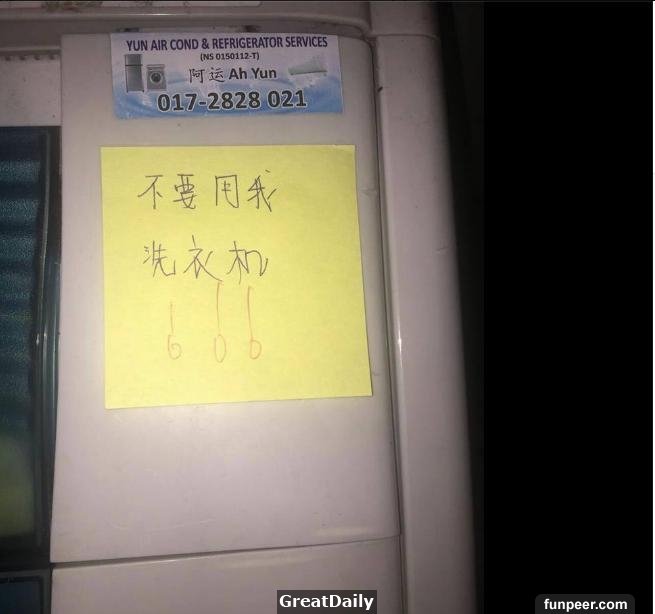 YUN AIR COND & REFRIGERATOR SERVICES
(NS 0150112-T)
阿运 Ah Yun
017-2828 021
不要用我
洗衣机
!!!
GreatDaily
funpeer.com